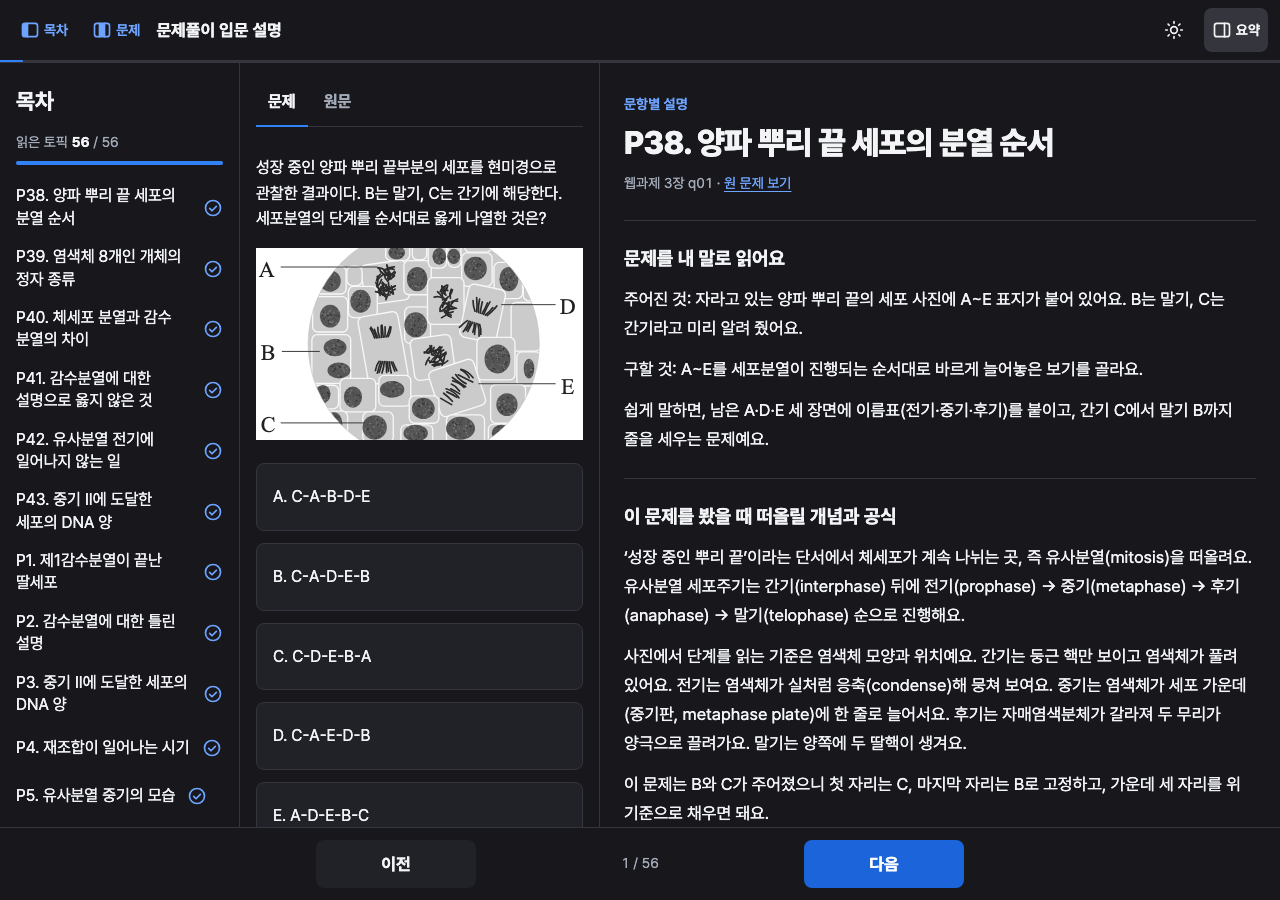 목차
문제
문제풀이 입문 설명
요약
목차
읽은 토픽 56 / 56
P38. 양파 뿌리 끝 세포의
분열 순서
P39. 염색체 8개인 개체의
정자 종류
P40. 체세포 분열과 감수
분열의 차이
P41. 감수분열에 대한
설명으로 옳지 않은 것
P42. 유사분열 전기에
일어나지 않는 일
P43. 중기 II에 도달한
세포의 DNA 양
P1. 제1감수분열이 끝난
딸세포
P2. 감수분열에 대한 틀린
설명
P3. 중기 II에 도달한 세포의
DNA 양
P4. 재조합이 일어나는 시기
P5. 유사분열 중기의 모습
문제
원문
성장 중인 양파 뿌리 끝부분의 세포를 현미경으로
관찰한 결과이다. B는 말기, C는 간기에 해당한다.
세포분열의 단계를 순서대로 옳게 나열한 것은?
A
B
C
D
E
A. C-A-B-D-E
B. C-A-D-E-B
C. C-D-E-B-A
D. C-A-E-D-B
E. A-D-E-B-C
문항별 설명
P38. 양파 뿌리 끝 세포의 분열 순서
웹과제 3장 q01 · 원 문제 보기
문제를 내 말로 읽어요
주어진 것: 자라고 있는 양파 뿌리 끝의 세포 사진에 A~E 표지가 붙어 있어요. B는 말기, C는
간기라고 미리 알려 줬어요.
구할 것: A~E를 세포분열이 진행되는 순서대로 바르게 늘어놓은 보기를 골라요.
쉽게 말하면, 남은 A·D·E 세 장면에 이름표(전기·중기·후기)를 붙이고, 간기 C에서 말기 B까지
줄을 세우는 문제예요.
이 문제를 봤을 때 떠올릴 개념과 공식
‘성장 중인 뿌리 끝’이라는 단서에서 체세포가 계속 나뉘는 곳, 즉 유사분열(mitosis)을 떠올려요.
유사분열 세포주기는 간기(interphase) 뒤에 전기(prophase) → 중기(metaphase) → 후기
(anaphase) → 말기(telophase) 순으로 진행해요.
사진에서 단계를 읽는 기준은 염색체 모양과 위치예요. 간기는 둥근 핵만 보이고 염색체가 풀려
있어요. 전기는 염색체가 실처럼 응축(condense)해 뭉쳐 보여요. 중기는 염색체가 세포 가운데
(중기판, metaphase plate)에 한 줄로 늘어서요. 후기는 자매염색분체가 갈라져 두 무리가
양극으로 끌려가요. 말기는 양쪽에 두 딸핵이 생겨요.
이 문제는 B와 C가 주어졌으니 첫 자리는 C, 마지막 자리는 B로 고정하고, 가운데 세 자리를 위
기준으로 채우면 돼요.
이전
1 / 56
다음